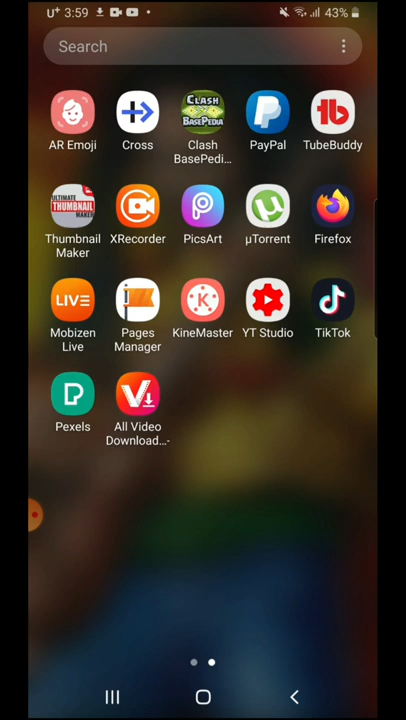 U+ 3:59
43%
Search
AR Emoji
Cross
CLASH
BASEPEDIA
Clash
BasePedi...
PayPal
TubeBuddy
ULTIMATE
THUMBNAIL
MAKER
Thumbnail
Maker
XRecorder
PicsArt
µTorrent
Firefox
LIVE
Mobizen
Live
Pages
Manager
K
KineMaster
YT Studio
TikTok
Pexels
All Video
Download...-